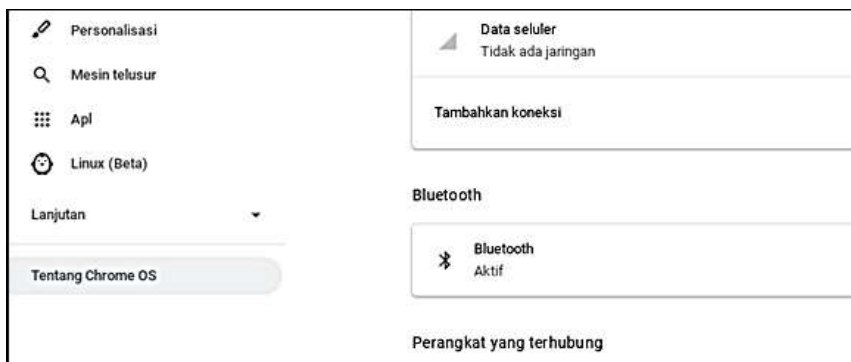 Personalisasi
Mesin telusur
Apl
Linux (Beta)
Lanjutan
Tentang Chrome OS
Data seluler
Tidak ada jaringan
Tambahkan koneksi
Bluetooth
Bluetooth
Aktif
Perangkat yang terhubung